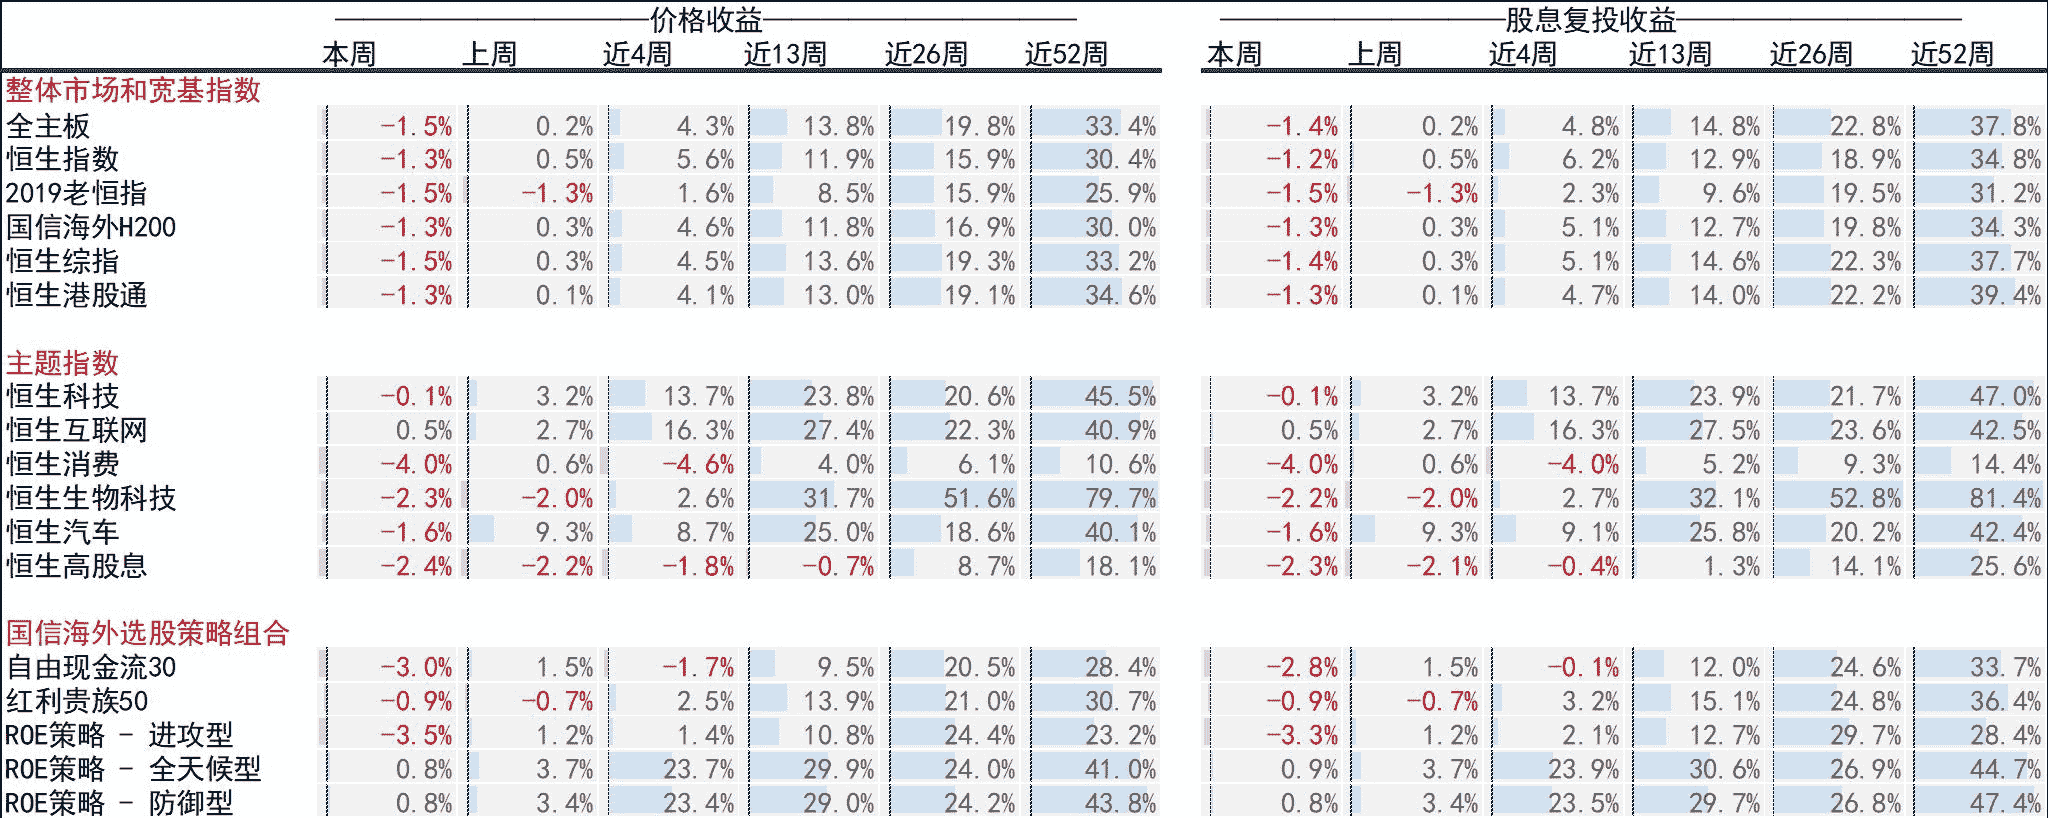 价格收益 股息复投收益
本周 上周 近4周 近13周 近26周 近52周 本周 上周 近4周 近13周 近26周 近52周
整体市场和宽基指数
全主板 -1.5% 0.2% 4.3% 13.8% 19.8% 33.4% -1.4% 0.2% 4.8% 14.8% 22.8% 37.8%
恒生指数 -1.3% 0.5% 5.6% 11.9% 15.9% 30.4% -1.2% 0.5% 6.2% 12.9% 18.9% 34.8%
2019老恒指 -1.5% -1.3% 1.6% 8.5% 15.9% 25.9% -1.5% -1.3% 2.3% 9.6% 19.5% 31.2%
国信海外H200 -1.3% 0.3% 4.6% 11.8% 16.9% 30.0% -1.3% 0.3% 5.1% 12.7% 19.8% 34.3%
恒生综指 -1.5% 0.3% 4.5% 13.6% 19.3% 33.2% -1.4% 0.3% 5.1% 14.6% 22.3% 37.7%
恒生港股通 -1.3% 0.1% 4.1% 13.0% 19.1% 34.6% -1.3% 0.1% 4.7% 14.0% 22.2% 39.4%
主题指数
恒生科技 -0.1% 3.2% 13.7% 23.8% 20.6% 45.5% -0.1% 3.2% 13.7% 23.9% 21.7% 47.0%
恒生互联网 0.5% 2.7% 16.3% 27.4% 22.3% 40.9% 0.5% 2.7% 16.3% 27.5% 23.6% 42.5%
恒生消费 -4.0% 0.6% -4.6% 4.0% 6.1% 10.6% -4.0% 0.6% -4.0% 5.2% 9.3% 14.4%
恒生生物科技 -2.3% -2.0% 2.6% 31.7% 51.6% 79.7% -2.2% -2.0% 2.7% 32.1% 52.8% 81.4%
恒生汽车 -1.6% 9.3% 8.7% 25.0% 18.6% 40.1% -1.6% 9.3% 9.1% 25.8% 20.2% 42.4%
恒生高股息 -2.4% -2.2% -1.8% -0.7% 8.7% 18.1% -2.3% -2.1% -0.4% 1.3% 14.1% 25.6%
国信海外选股策略组合
自由现金流30 -3.0% 1.5% -1.7% 9.5% 20.5% 28.4% -2.8% 1.5% -0.1% 12.0% 24.6% 33.7%
红利贵族50 -0.9% -0.7% 2.5% 13.9% 21.0% 30.7% -0.9% -0.7% 3.2% 15.1% 24.8% 36.4%
ROE策略 - 进攻型 -3.5% 1.2% 1.4% 10.8% 24.4% 23.2% -3.3% 1.2% 2.1% 12.7% 29.7% 28.4%
ROE策略 - 全天候型 0.8% 3.7% 23.7% 29.9% 24.0% 41.0% 0.9% 3.7% 23.9% 30.6% 26.9% 44.7%
ROE策略 - 防御型 0.8% 3.4% 23.4% 29.0% 24.2% 43.8% 0.8% 3.4% 23.5% 29.7% 26.8% 47.4%